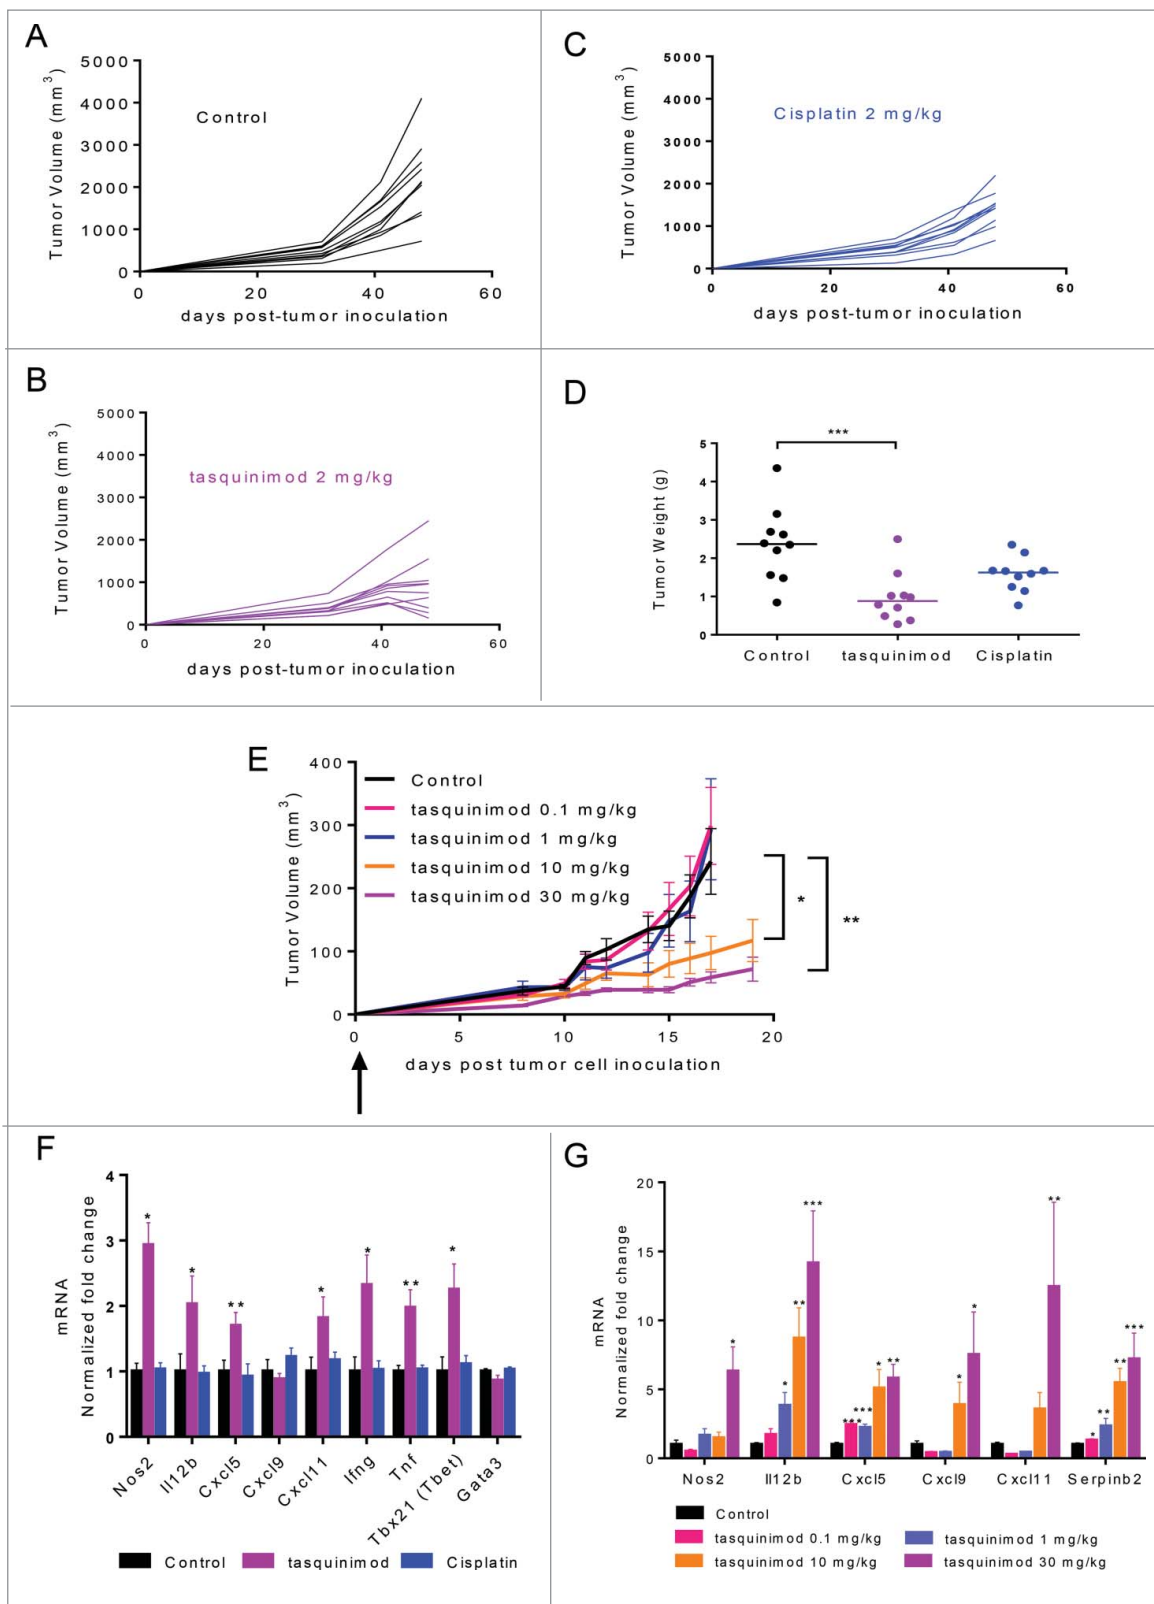 A
Tumor Volume (mm3)
5000
4000
3000
2000
1000
0
Control
0 20 40 60
days post-tumor inoculation
C
Tumor Volume (mm3)
5000
4000
3000
2000
1000
0
Cisplatin 2 mg/kg
0 20 40 60
days post-tumor inoculation
B
Tumor Volume (mm3)
5000
4000
3000
2000
1000
0
tasquinimod 2 mg/kg
0 20 40 60
days post-tumor inoculation
D
Tumor Weight (g)
5
4
3
2
1
0
***
Control tasquinimod Cisplatin
E
Tumor Volume (mm3)
400
300
200
100
0
Control
tasquinimod 0.1 mg/kg
tasquinimod 1 mg/kg
tasquinimod 10 mg/kg
tasquinimod 30 mg/kg
*
**
0 5 10 15 20
days post tumor cell inoculation
F
mRNA
Normalized fold change
4
3
2
1
0
*
*
**
*
*
**
*
Nos2 Il12b Cxcl5 Cxcl9 Cxcl11 Ifng Tnf Tbx21 (Tbet) Gata3
Control tasquinimod Cisplatin
G
mRNA
Normalized fold change
20
15
10
5
0
*
*
**
***
***
***
*
**
*
*
**
*
**
**
***
Nos2 Il12b Cxcl5 Cxcl9 Cxcl11 Serpinb2
Control
tasquinimod 0.1 mg/kg tasquinimod 1 mg/kg
tasquinimod 10 mg/kg tasquinimod 30 mg/kg